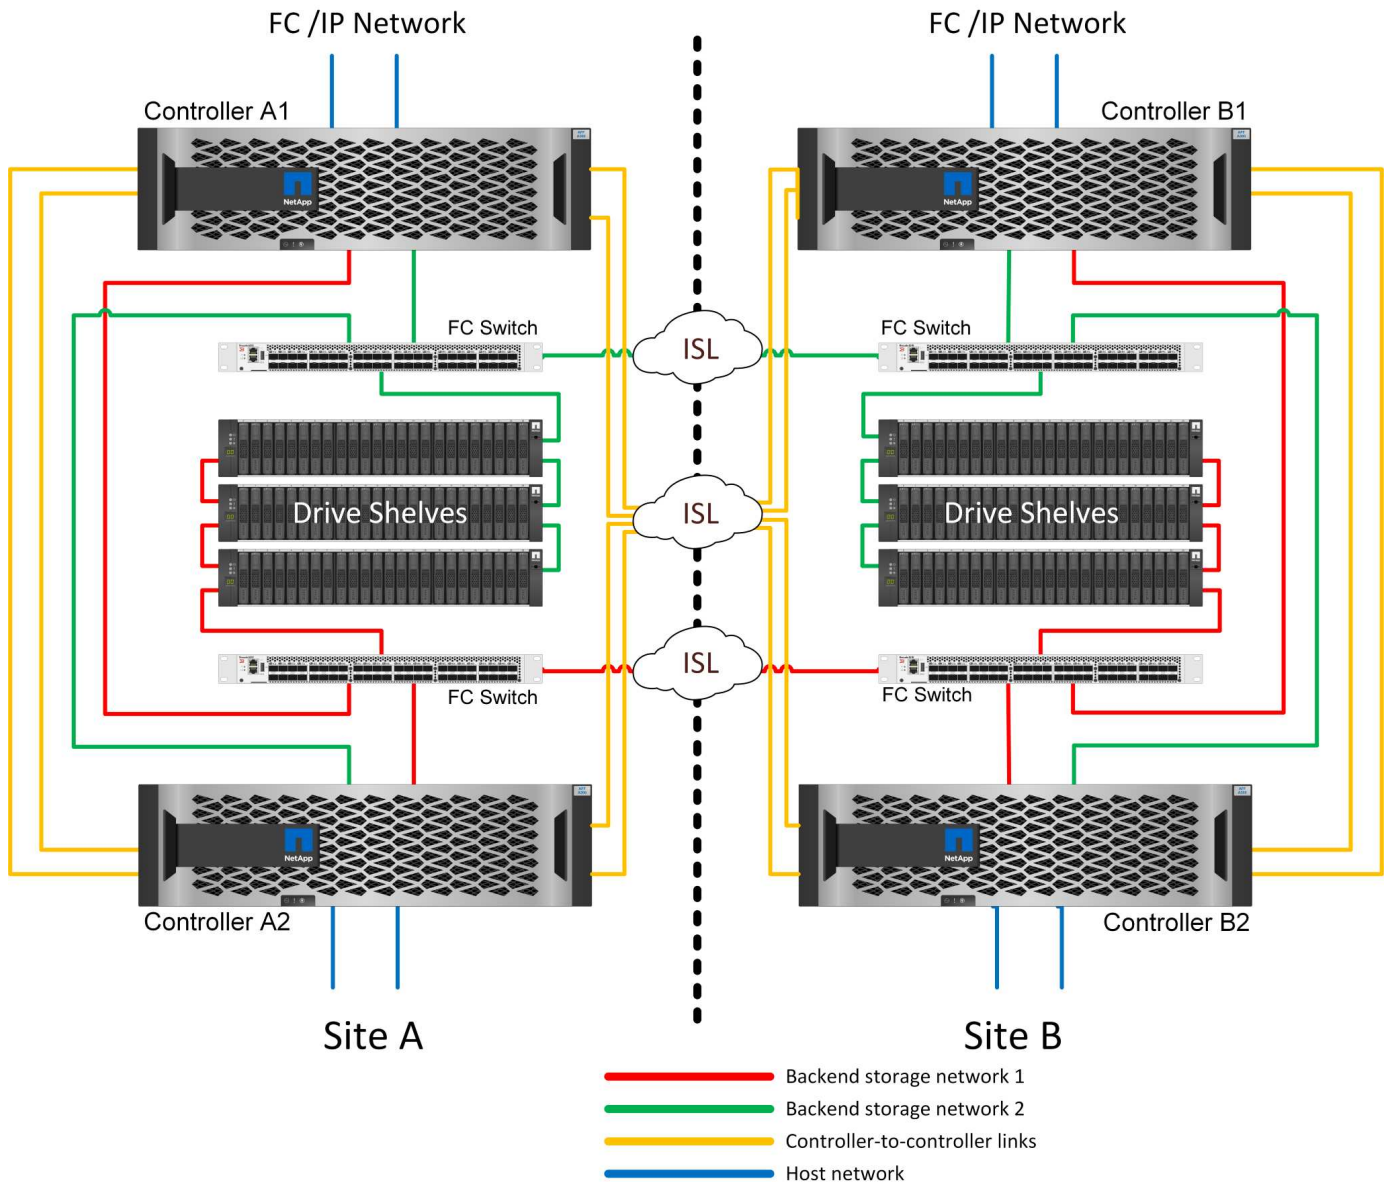 FC /IP Network
FC /IP Network
Controller A1
Controller B1
NetApp
NetApp
FC Switch
FC Switch
ISL
Drive Shelves
ISL
Drive Shelves
ISL
FC Switch
FC Switch
NetApp
NetApp
Controller A2
Controller B2
Site A
Site B
Backend storage network 1
Backend storage network 2
Controller-to-controller links
Host network